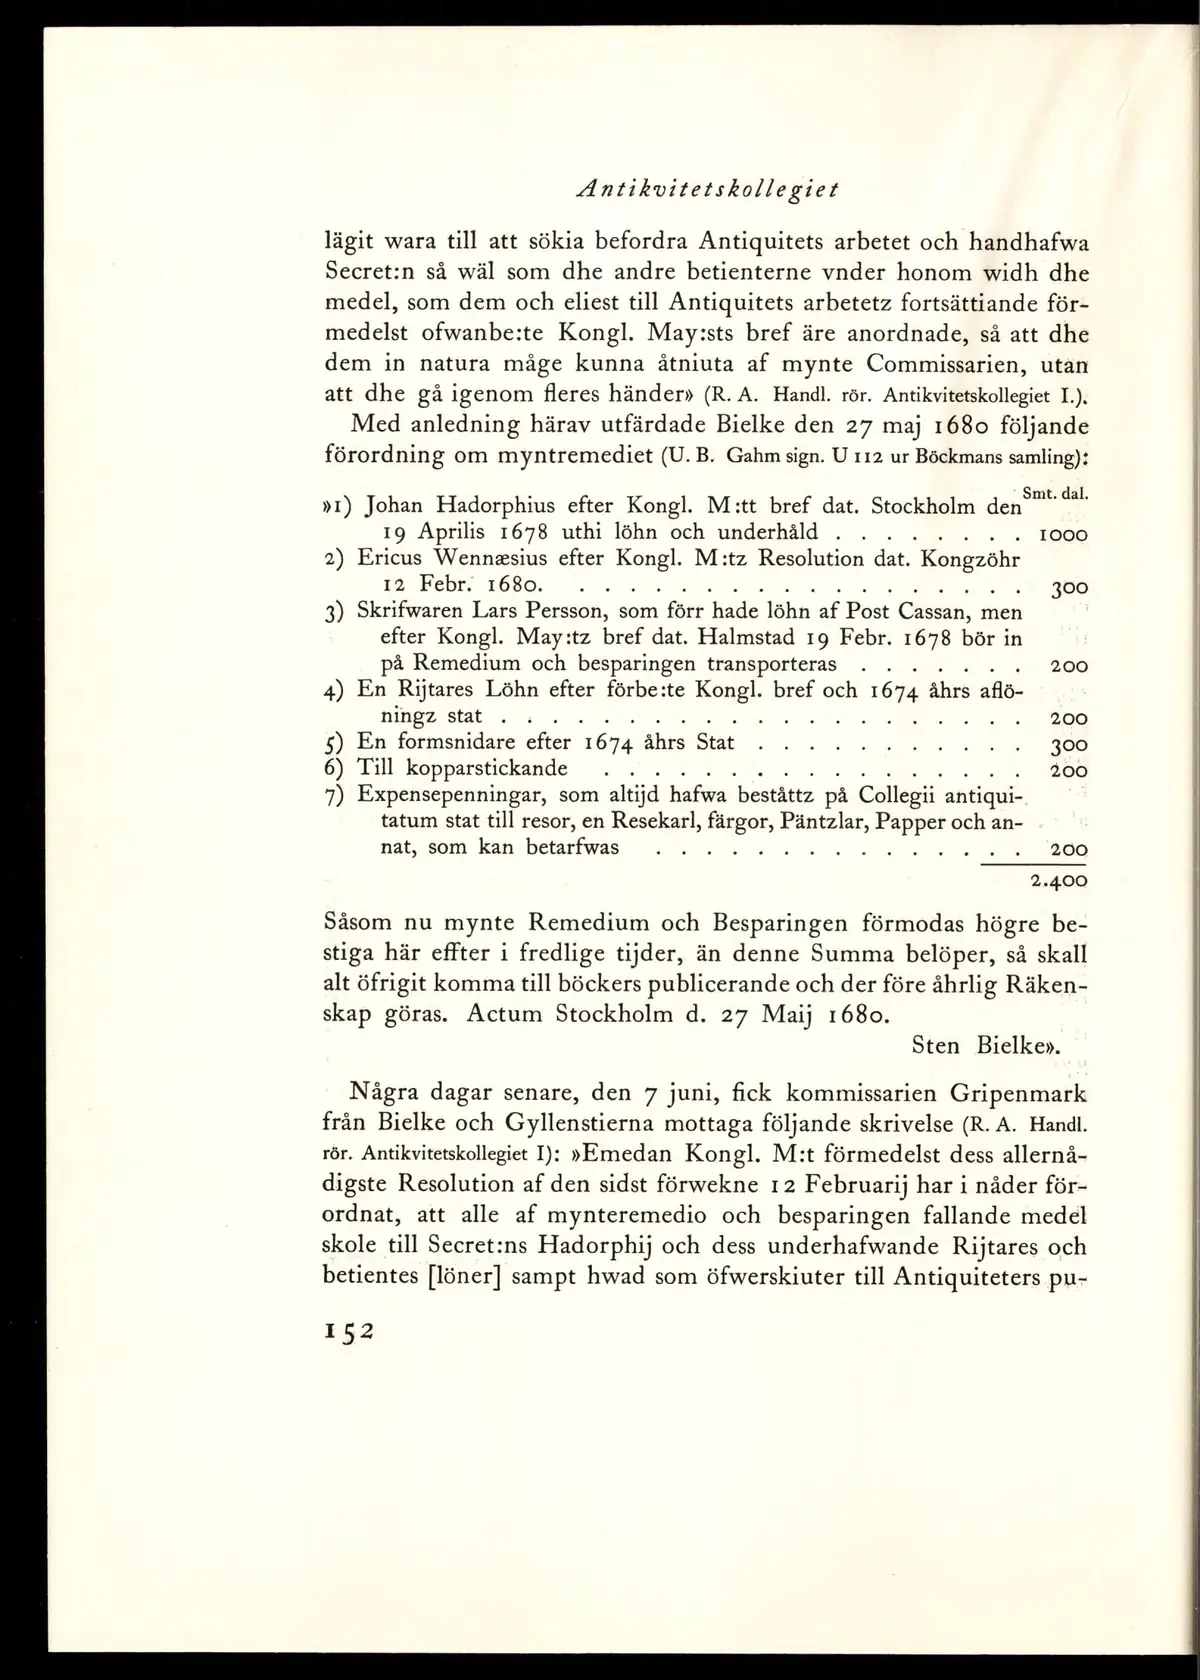 Antikvitetskollegiet
lägit wara till att sökia befordra Antiquitets arbetet och handhafwa
Secret:n så wäl som dhe andre betienterne vnder honom widh dhe
medel, som dem och eliest till Antiquitets arbetetz fortsättiande för-
medelst ofwanbe:te Kongl. May:sts bref äre anordnade, så att dhe
dem in natura måge kunna åtniuta af mynte Commissarien, utan
att dhe gå igenom fleres händer» (R. A. Handl. rör. Antikvitetskollegiet I.).
Med anledning härav utfärdade Bielke den 27 maj 1680 följande
förordning om myntremediet (U. B. Gahm sign. U 112 ur Böckmans samling):
Smt. dal.
»1) Johan Hadorphius efter Kongl. M:tt bref dat. Stockholm den
19 Aprilis 1678 uthi löhn och underhåld . . . . . . . . 1000
2) Ericus Wennæsius efter Kongl. M:tz Resolution dat. Kongzöhr
12 Febr. 1680. . . . . . . . . . . . . . . . . . . 300
3) Skrifwaren Lars Persson, som förr hade löhn af Post Cassan, men
efter Kongl. May:tz bref dat. Halmstad 19 Febr. 1678 bör in
på Remedium och besparingen transporteras . . . . . . . 200
4) En Rijtares Löhn efter förbe:te Kongl. bref och 1674 åhrs aflö-
ningz stat . . . . . . . . . . . . . . . . . . . . . 200
5) En formsnidare efter 1674 åhrs Stat . . . . . . . . . . . 300
6) Till kopparstickande . . . . . . . . . . . . . . . . . 200
7) Expensepenningar, som altijd hafwa beståttz på Collegii antiqui-
tatum stat till resor, en Resekarl, färgor, Päntzlar, Papper och an-
nat, som kan betarfwas . . . . . . . . . . . . . . . 200
2.400
Såsom nu mynte Remedium och Besparingen förmodas högre be-
stiga här effter i fredlige tijder, än denne Summa belöper, så skall
alt öfrigit komma till böckers publicerande och der före åhrlig Räken-
skap göras. Actum Stockholm d. 27 Maij 1680.
Sten Bielke».
Några dagar senare, den 7 juni, fick kommissarien Gripenmark
från Bielke och Gyllenstierna mottaga följande skrivelse (R. A. Handl.
rör. Antikvitetskollegiet I): »Emedan Kongl. M:t förmedelst dess allernå-
digste Resolution af den sidst förwekne 12 Februarij har i nåder för-
ordnat, att alle af mynteremedio och besparingen fallande medel
skole till Secret:ns Hadorphij och dess underhafwande Rijtares och
betientes [löner] sampt hwad som öfwerskiuter till Antiquiteters pu-
152